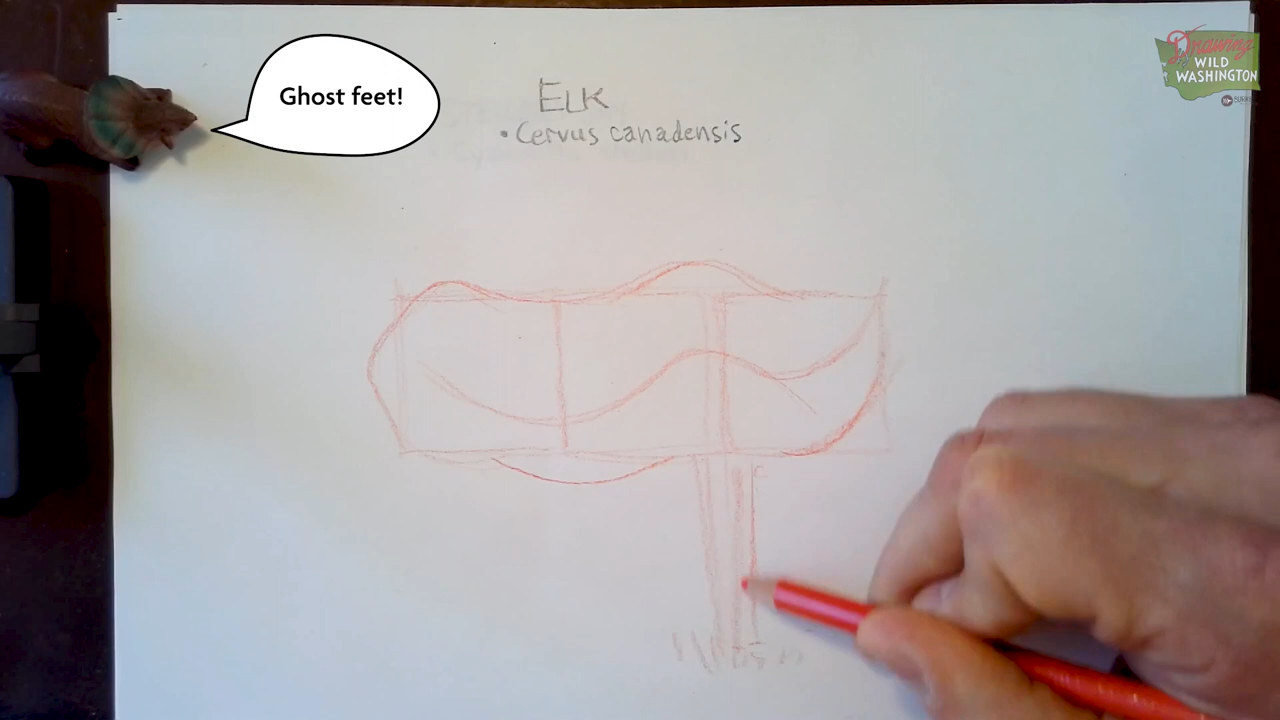 Ghost feet!
ELK
• Cervus canadensis
Drawing
WILD
WASHINGTON